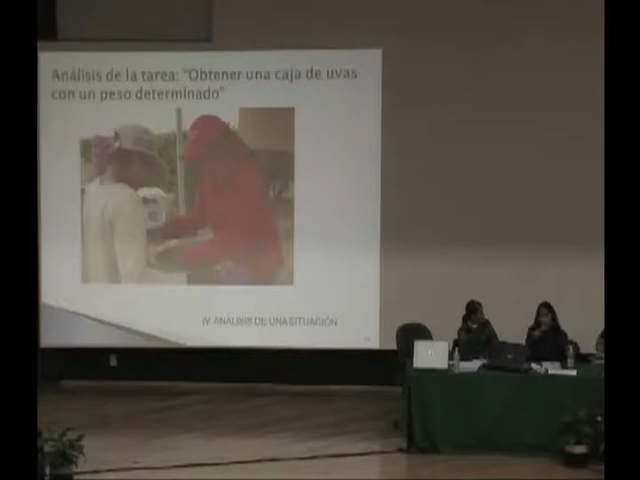 Análisis de la tarea: "Obtener una caja de uvas
con un peso determinado"
IV. ANÁLISIS DE UNA SITUACIÓN